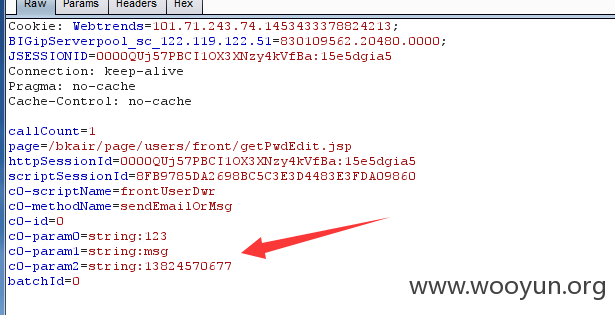 Raw Params Headers Hex
Cookie: Webtrends=101.71.243.74.1453433378824213;
BIGipServerpool_sc_122.119.122.51=830109562.20480.0000;
JSESSIONID=0000QUj57PBCI1OX3XNzy4kVfBa:15e5dgia5
Connection: keep-alive
Pragma: no-cache
Cache-Control: no-cache
callCount=1
page=/bkair/page/users/front/getPwdEdit.jsp
httpSessionId=0000QUj57PBCI1OX3XNzy4kVfBa:15e5dgia5
scriptSessionId=8FB9785DA2698BC5C3E3D4483E3FDA09860
c0-scriptName=frontUserDwr
c0-methodName=sendEmailOrMsg
c0-id=0
c0-param0=string:123
c0-param1=string:msg
c0-param2=string:13824570677
batchId=0
www.wooyun.org